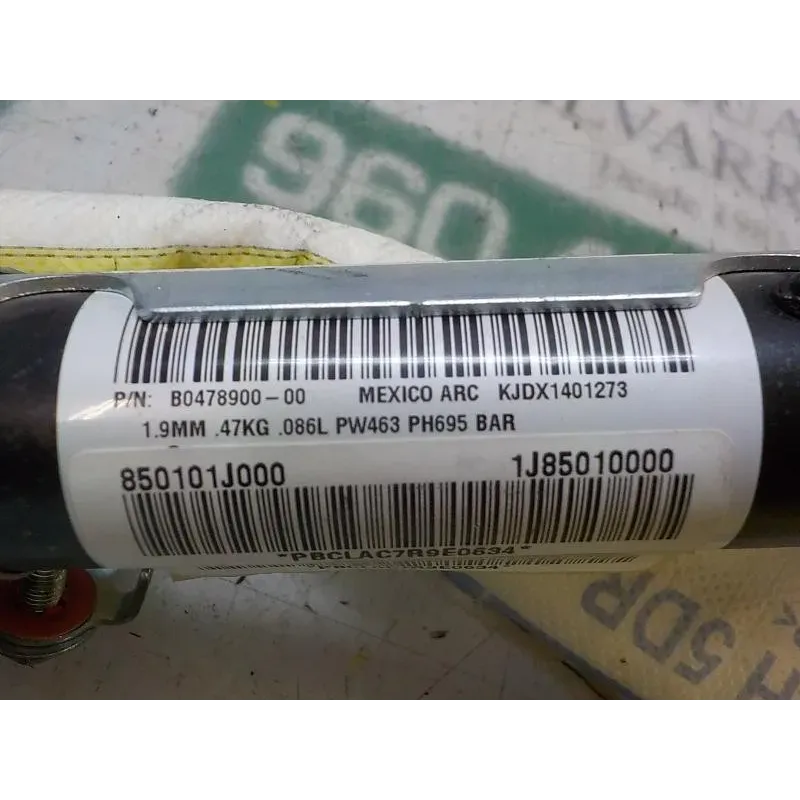 960
P/N: B0478900-00 MEXICO ARC KJDX1401273
1.9MM .47KG .086L PW463 PH695 BAR
850101J000 1J85010000
*PBCLAC7R9E0634*
5DR